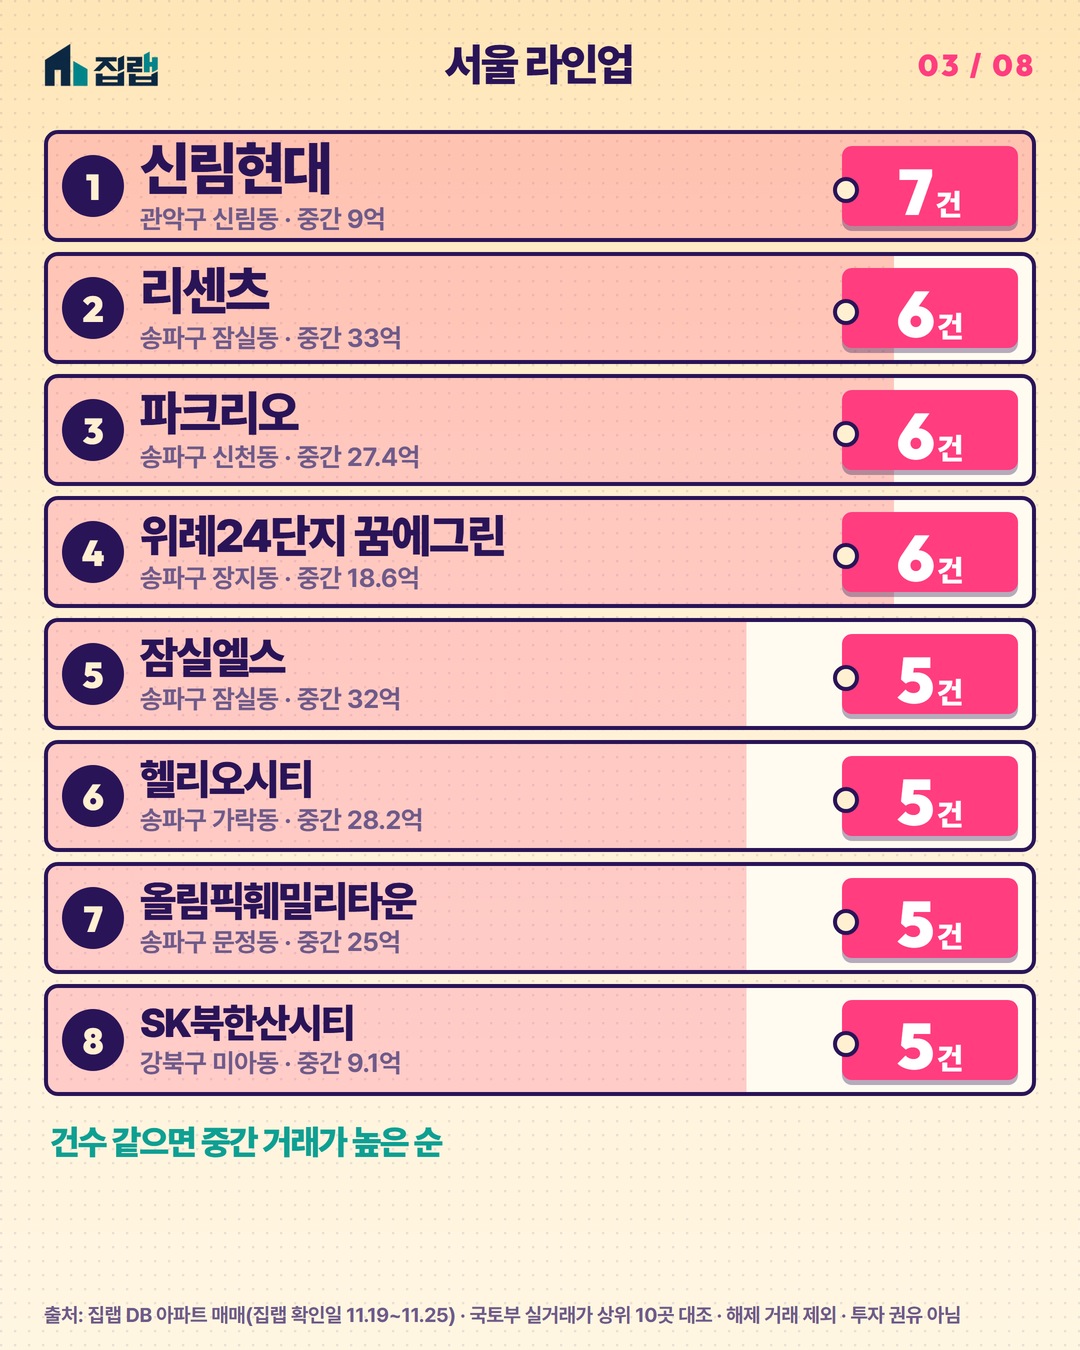 집랩
서울 라인업
03 / 08
1
신림현대
관악구 신림동 · 중간 9억
7건
2
리센츠
송파구 잠실동 · 중간 33억
6건
3
파크리오
송파구 신천동 · 중간 27.4억
6건
4
위례24단지 꿈에그린
송파구 장지동 · 중간 18.6억
6건
5
잠실엘스
송파구 잠실동 · 중간 32억
5건
6
헬리오시티
송파구 가락동 · 중간 28.2억
5건
7
올림픽훼밀리타운
송파구 문정동 · 중간 25억
5건
8
SK북한산시티
강북구 미아동 · 중간 9.1억
5건
건수 같으면 중간 거래가 높은 순
출처: 집랩 DB 아파트 매매(집랩 확인일 11.19~11.25) · 국토부 실거래가 상위 10곳 대조 · 해제 거래 제외 · 투자 권유 아님